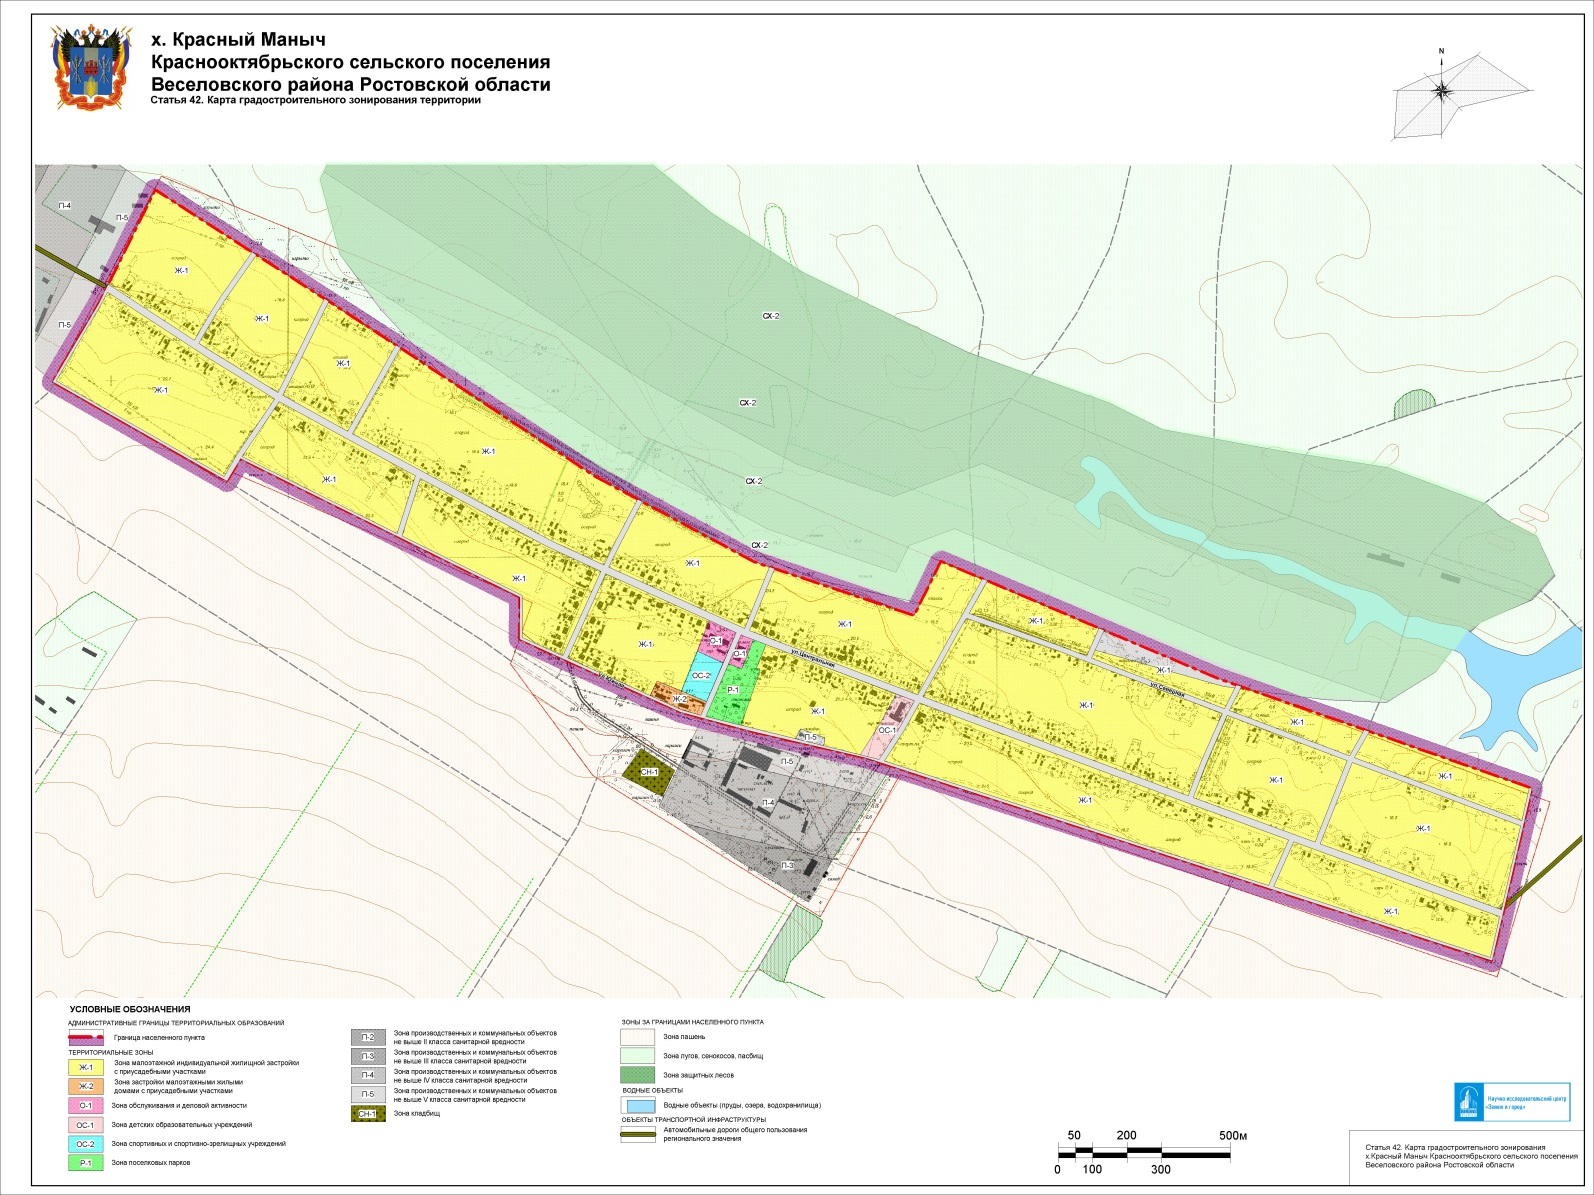 х. Красный Маныч
Краснооктябрьского сельского поселения
Веселовского района Ростовской области
Статья 42. Карта градостроительного зонирования территории
N
П-4
П-5
Ж-1
П-5
Ж-1
Ж-1
Ж-1
Ж-1
Ж-1
Ж-1
СХ-2
СХ-2
СХ-2
СХ-2
Ж-1
Ж-1
Ж-1
О-1
О-1
ОС-2
Ж-2
Р-1
Ж-1
ул.Центральная
Ж-1
Ж-1
ул.Северная
Ж-1
Ж-1
Ж-1
ОС-1
П-5
П-5
СН-1
П-4
П-3
Ж-1
Ж-1
Ж-1
Ж-1
Ж-1
Ж-1
УСЛОВНЫЕ ОБОЗНАЧЕНИЯ
АДМИНИСТРАТИВНЫЕ ГРАНИЦЫ ТЕРРИТОРИАЛЬНЫХ ОБРАЗОВАНИЙ
Граница населенного пункта
ТЕРРИТОРИАЛЬНЫЕ ЗОНЫ
Ж-1 Зона малоэтажной индивидуальной жилищной застройки
с приусадебными участками
Ж-2 Зона застройки малоэтажными жилыми
домами с приусадебными участками
О-1 Зона обслуживания и деловой активности
ОС-1 Зона детских образовательных учреждений
ОС-2 Зона спортивных и спортивно-зрелищных учреждений
Р-1 Зона поселковых парков
П-2 Зона производственных и коммунальных объектов
не выше II класса санитарной вредности
П-3 Зона производственных и коммунальных объектов
не выше III класса санитарной вредности
П-4 Зона производственных и коммунальных объектов
не выше IV класса санитарной вредности
П-5 Зона производственных и коммунальных объектов
не выше V класса санитарной вредности
СН-1 Зона кладбищ
ЗОНЫ ЗА ГРАНИЦАМИ НАСЕЛЕННОГО ПУНКТА
Зона пашень
Зона лугов, сенокосов, пасбищ
Зона защитных лесов
ВОДНЫЕ ОБЪЕКТЫ
Водные объекты (пруды, озера, водохранилища)
ОБЪЕКТЫ ТРАНСПОРТНОЙ ИНФРАСТРУКТУРЫ
Автомобильные дороги общего пользования
регионального значения
50 200 500м
0 100 300
Научно-исследовательский центр
«Земля и город»
Статья 42. Карта градостроительного зонирования
х.Красный Маныч Краснооктябрьского сельского поселения
Веселовского района Ростовской области